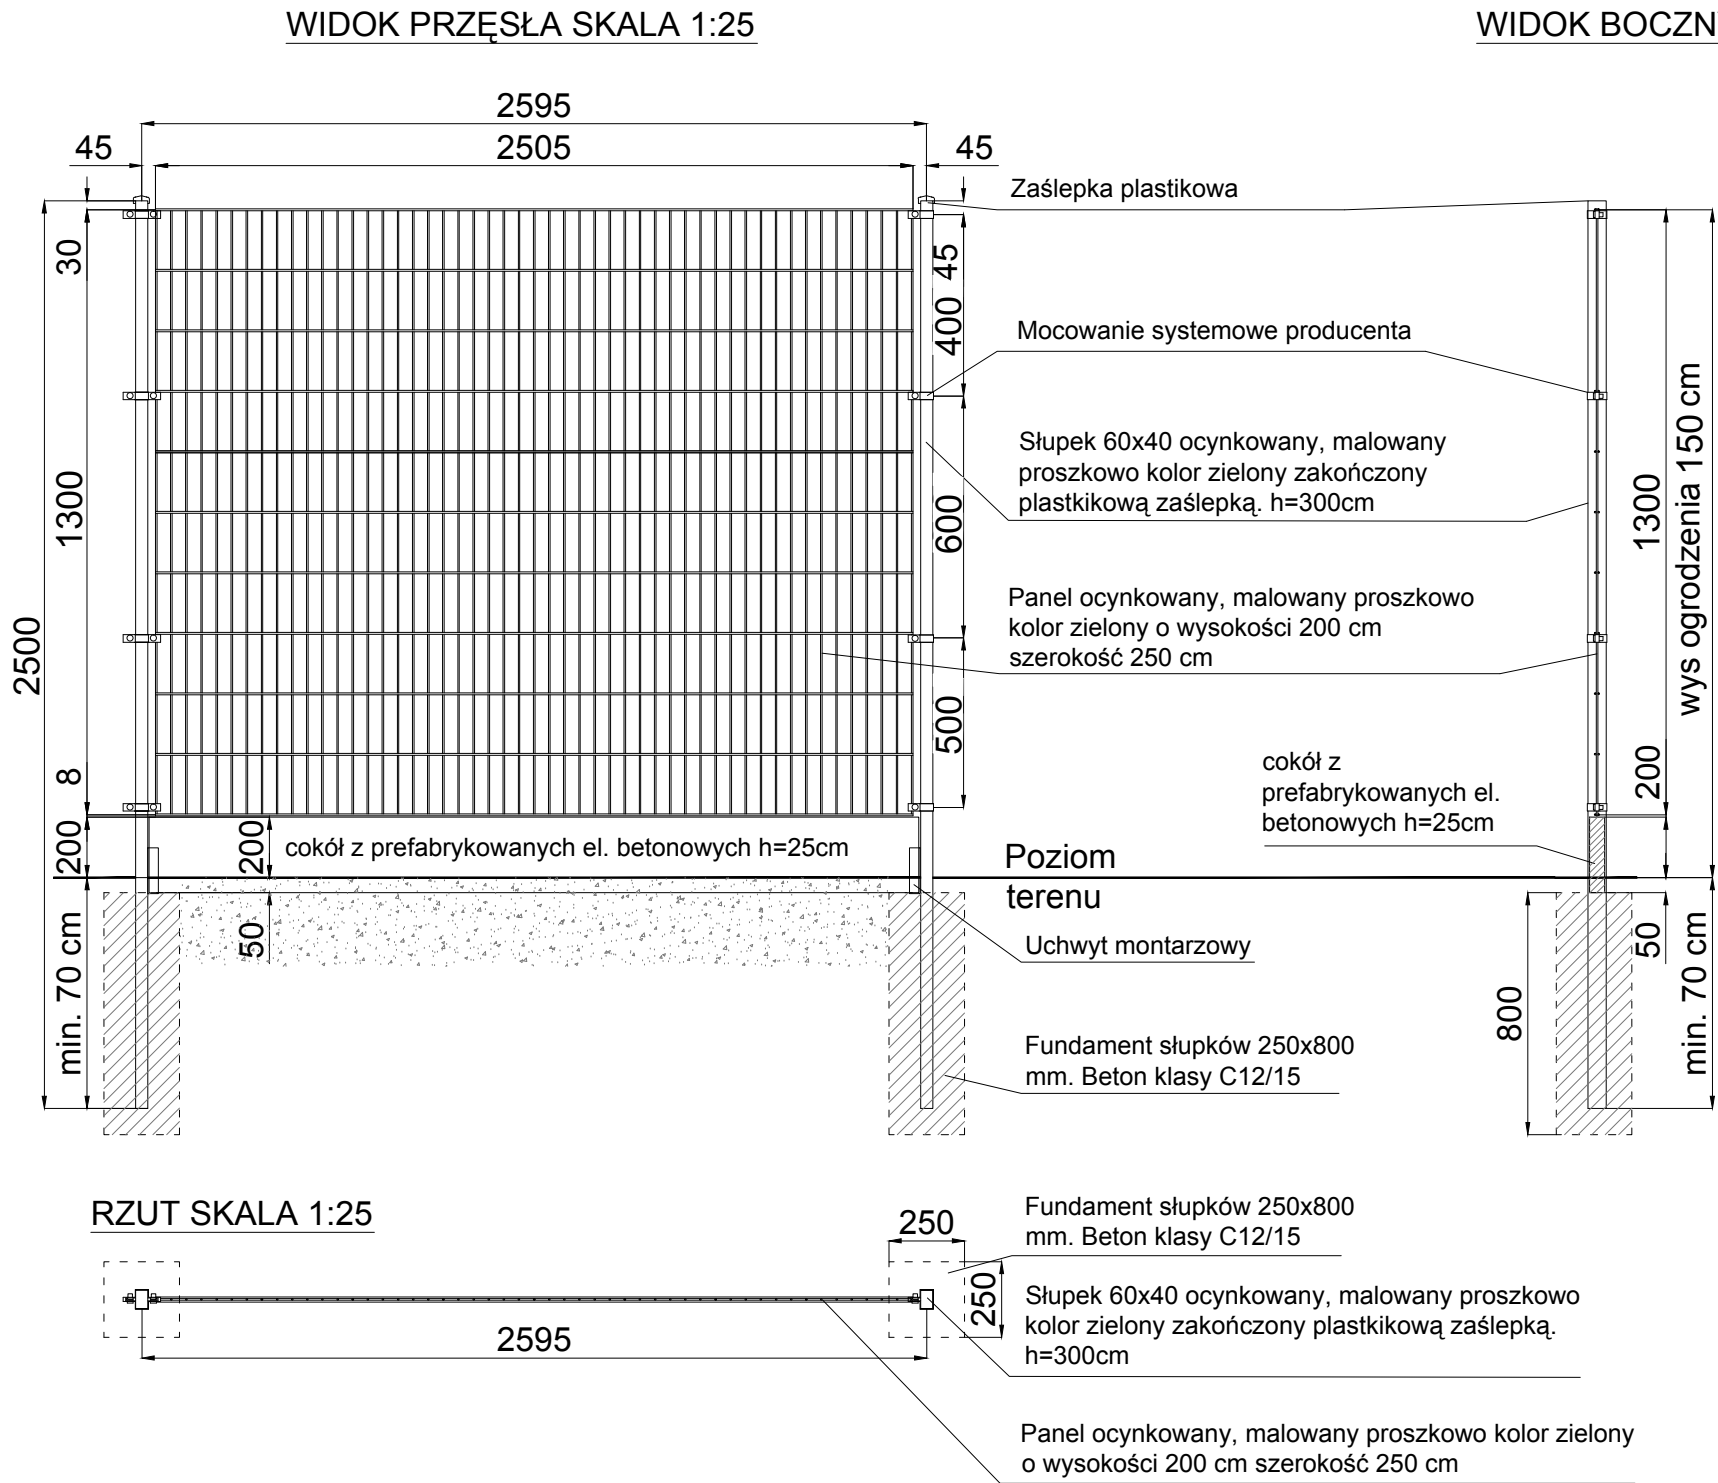 WIDOK PRZĘSŁA SKALA 1:25
WIDOK BOCZN
2595
45
2505
45
Zaślepka plastikowa
30
45
400
Mocowanie systemowe producenta
Słupek 60x40 ocynkowany, malowany
proszkowo kolor zielony zakończony
plastkikową zaślepką. h=300cm
1300
600
1300
wys ogrodzenia 150 cm
Panel ocynkowany, malowany proszkowo
kolor zielony o wysokości 200 cm
szerokość 250 cm
2500
500
8
200
cokół z
prefabrykowanych el.
betonowych h=25cm
200
200
cokół z prefabrykowanych el. betonowych h=25cm
Poziom
terenu
50
Uchwyt montarzowy
50
min. 70 cm
min. 70 cm
800
Fundament słupków 250x800
mm. Beton klasy C12/15
RZUT SKALA 1:25
250
Fundament słupków 250x800
mm. Beton klasy C12/15
250
Słupek 60x40 ocynkowany, malowany proszkowo
kolor zielony zakończony plastkikową zaślepką.
h=300cm
2595
Panel ocynkowany, malowany proszkowo kolor zielony
o wysokości 200 cm szerokość 250 cm